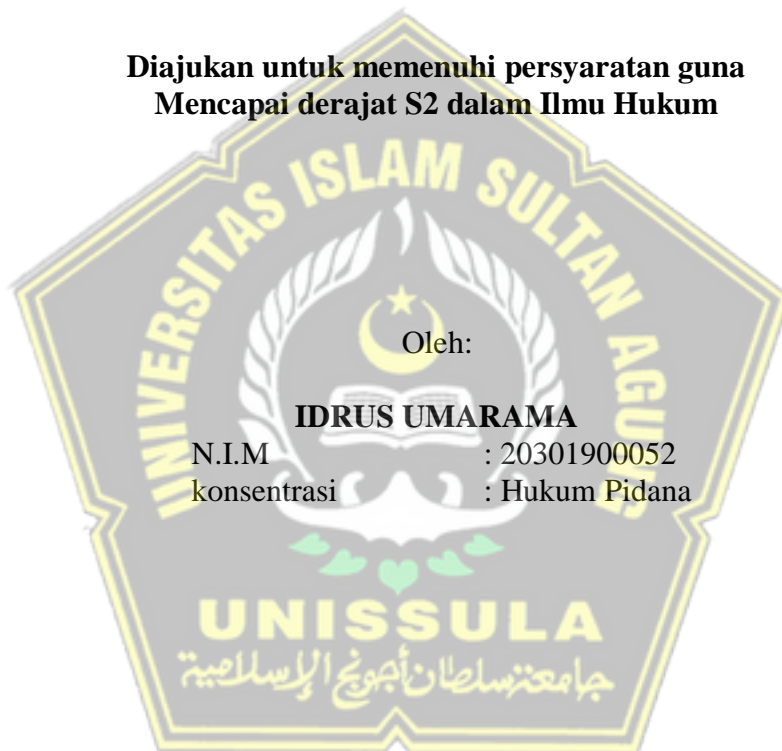 Diajukan untuk memenuhi persyaratan guna
Mencapai derajat S2 dalam Ilmu Hukum
UNIVERSITAS ISLAM SULTAN AGUNG
Oleh:
IDRUS UMARAMA
N.I.M : 20301900052
konsentrasi : Hukum Pidana
UNISSULA
جامعة سلطان أجونج الإسلامية